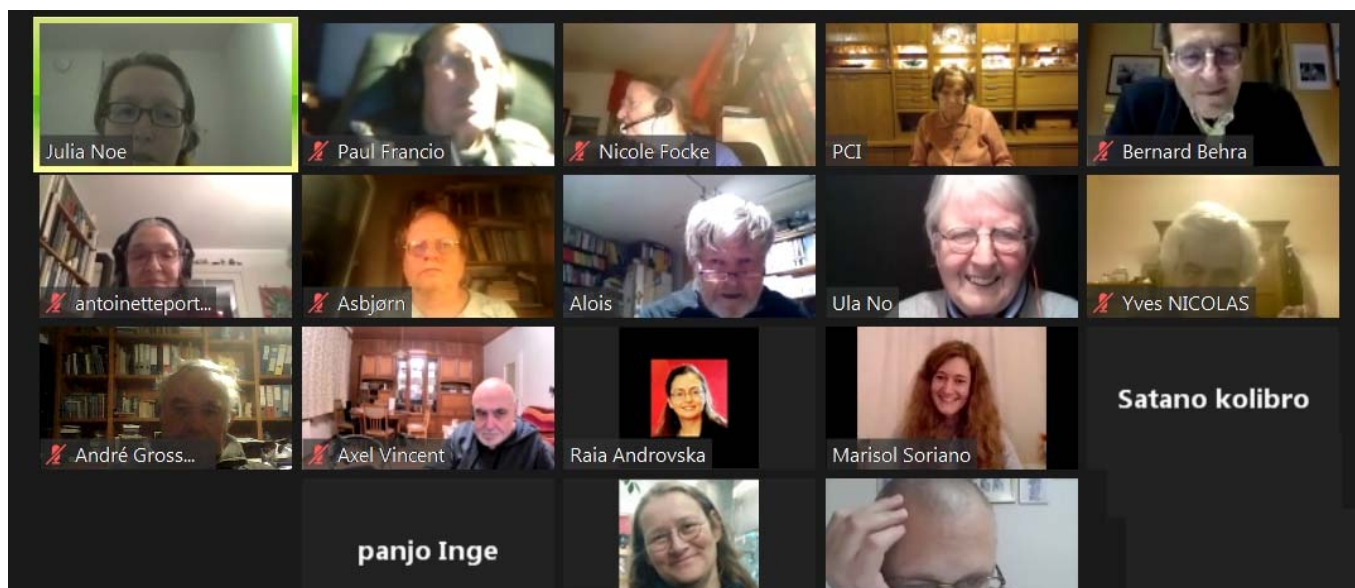 Julia Noe
Paul Francio
Nicole Focke
PCI
Bernard Behra
antoinetteport...
Asbjørn
Alois
Ula No
Yves NICOLAS
André Gross...
Axel Vincent
Raia Androvska
Marisol Soriano
Satano kolibro
panjo Inge